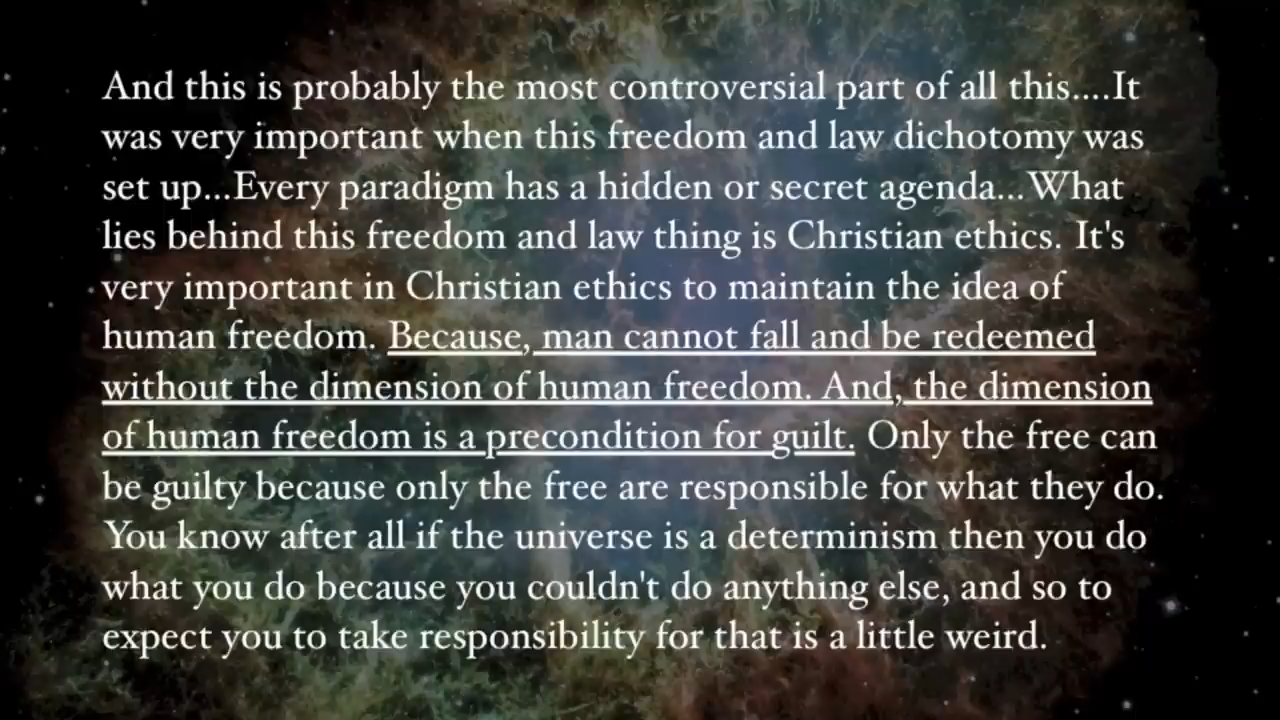 And this is probably the most controversial part of all this....It
was very important when this freedom and law dichotomy was
set up...Every paradigm has a hidden or secret agenda...What
lies behind this freedom and law thing is Christian ethics. It's
very important in Christian ethics to maintain the idea of
human freedom. Because, man cannot fall and be redeemed
without the dimension of human freedom. And, the dimension
of human freedom is a precondition for guilt. Only the free can
be guilty because only the free are responsible for what they do.
You know after all if the universe is a determinism then you do
what you do because you couldn't do anything else, and so to
expect you to take responsibility for that is a little weird.